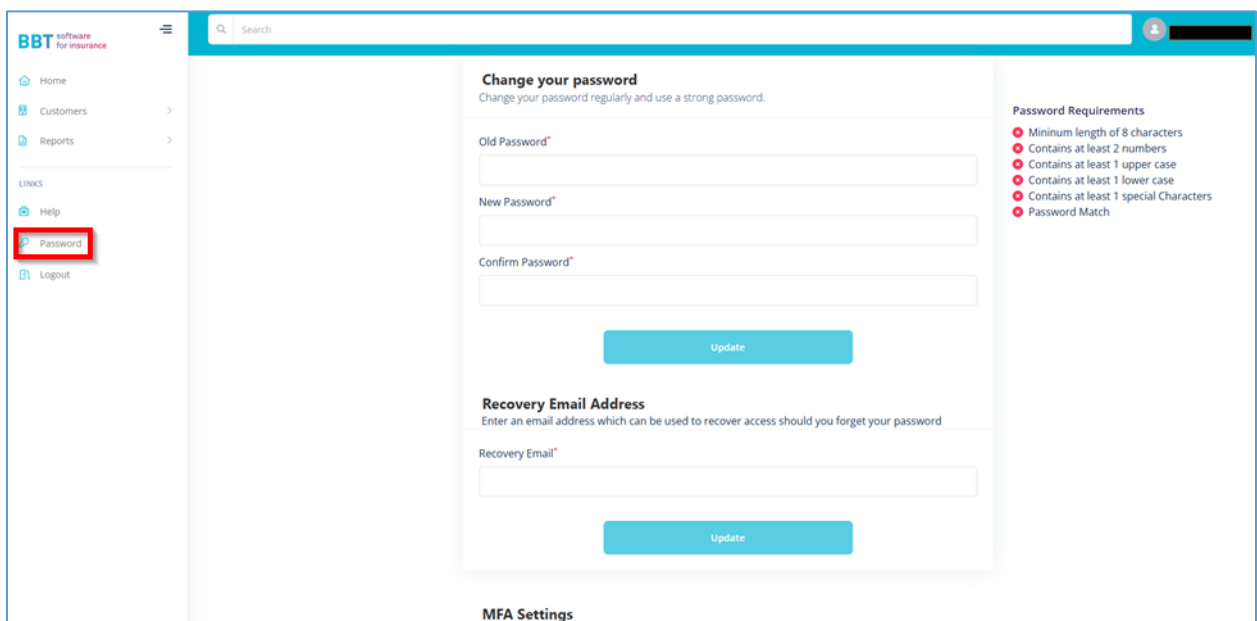 BBT software
for insurance
Search
Home
Customers
Reports
LINKS
Help
Password
Logout
Change your password
Change your password regularly and use a strong password.
Old Password*
New Password*
Confirm Password*
Update
Recovery Email Address
Enter an email address which can be used to recover access should you forget your password
Recovery Email*
Update
MFA Settings
Password Requirements
Mininum length of 8 characters
Contains at least 2 numbers
Contains at least 1 upper case
Contains at least 1 lower case
Contains at least 1 special Characters
Password Match